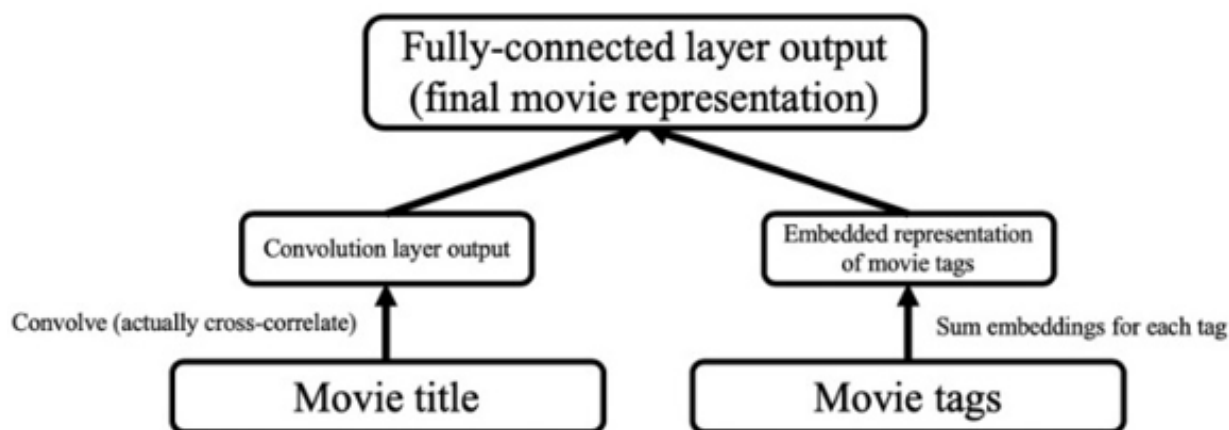 Fully-connected layer output
(final movie representation)
Convolution layer output
Embedded representation
of movie tags
Convolve (actually cross-correlate)
Sum embeddings for each tag
Movie title
Movie tags